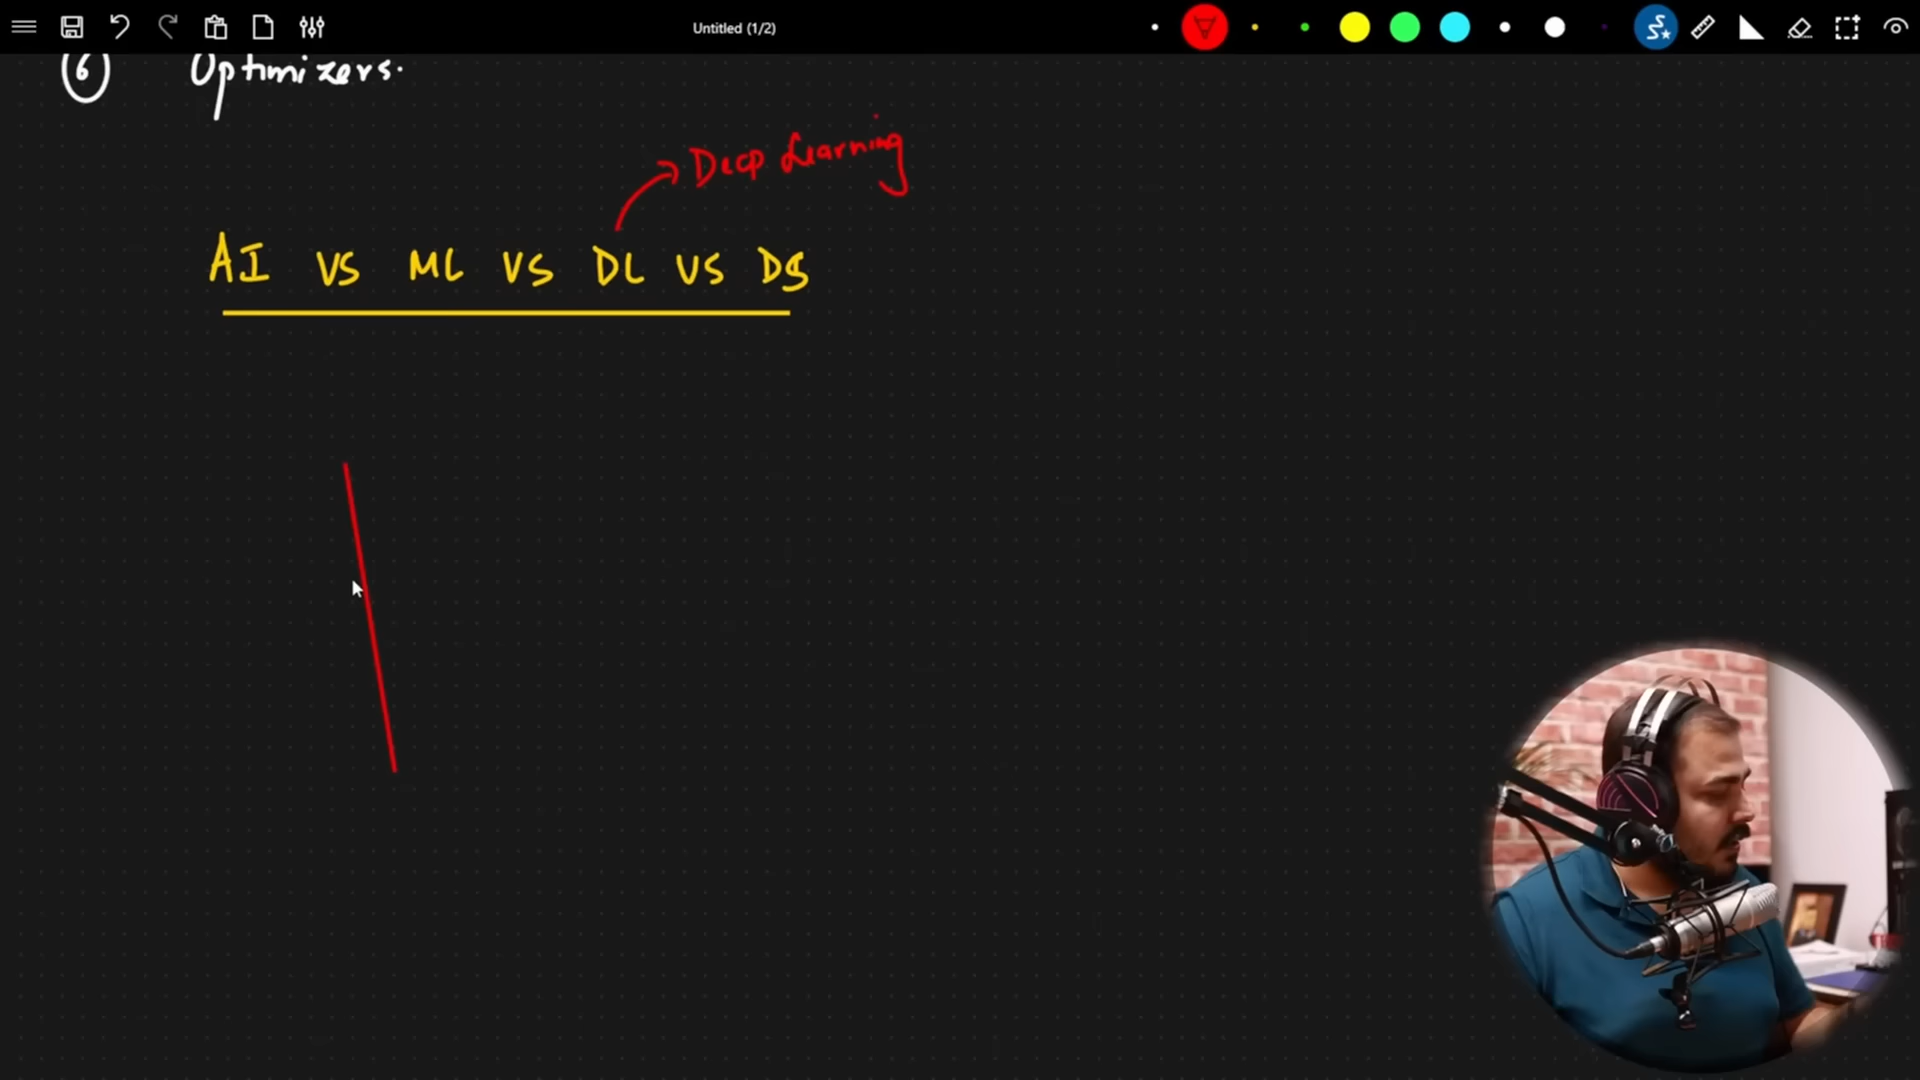 Untitled (1/2)
6 Optimizers.
Deep Learning
AI VS ML VS DL VS DS